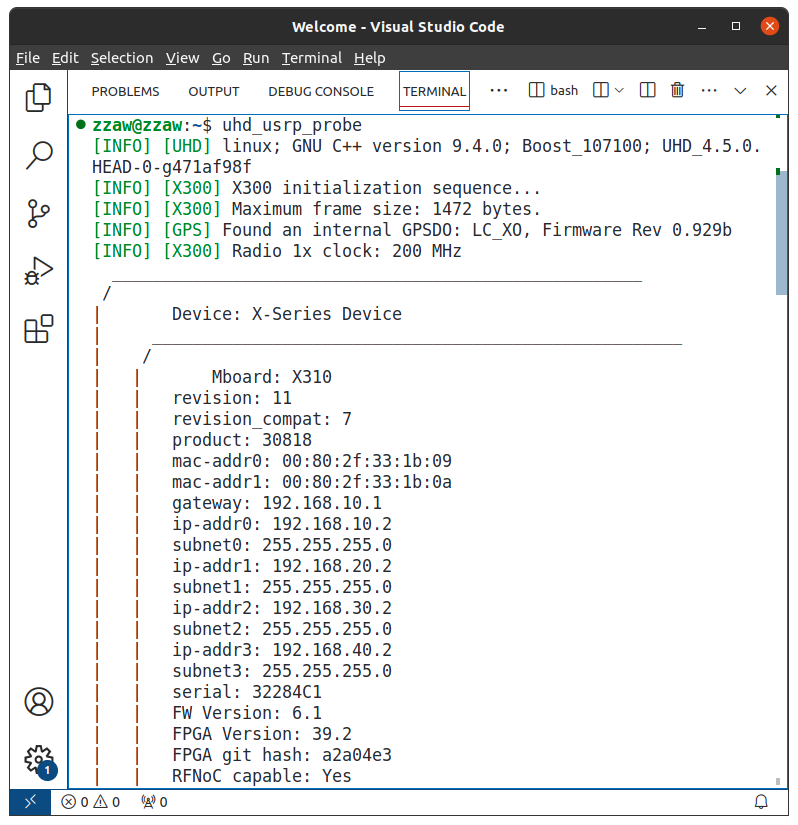 Welcome - Visual Studio Code
File Edit Selection View Go Run Terminal Help
PROBLEMS OUTPUT DEBUG CONSOLE TERMINAL ··· bash ···
zzaw@zzaw:~$ uhd_usrp_probe
[INFO] [UHD] linux; GNU C++ version 9.4.0; Boost_107100; UHD_4.5.0.
HEAD-0-g471af98f
[INFO] [X300] X300 initialization sequence...
[INFO] [X300] Maximum frame size: 1472 bytes.
[INFO] [GPS] Found an internal GPSDO: LC_XO, Firmware Rev 0.929b
[INFO] [X300] Radio 1x clock: 200 MHz
_____________________________________________________
/
| Device: X-Series Device
| _____________________________________________________
| /
| | Mboard: X310
| | revision: 11
| | revision_compat: 7
| | product: 30818
| | mac-addr0: 00:80:2f:33:1b:09
| | mac-addr1: 00:80:2f:33:1b:0a
| | gateway: 192.168.10.1
| | ip-addr0: 192.168.10.2
| | subnet0: 255.255.255.0
| | ip-addr1: 192.168.20.2
| | subnet1: 255.255.255.0
| | ip-addr2: 192.168.30.2
| | subnet2: 255.255.255.0
| | ip-addr3: 192.168.40.2
| | subnet3: 255.255.255.0
| | serial: 32284C1
| | FW Version: 6.1
| | FPGA Version: 39.2
| | FPGA git hash: a2a04e3
| | RFNoC capable: Yes
1
0 0 0